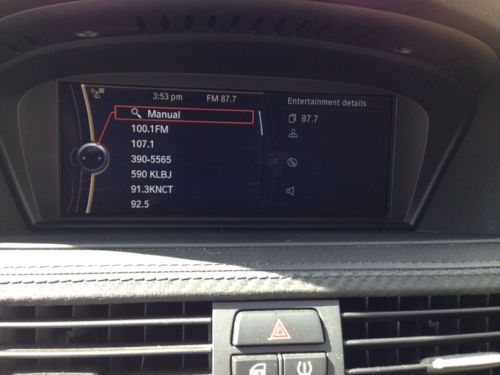 3:53 pm FM 87.7
Entertainment details
Manual
87.7
100.1FM
107.1
390-5565
590 KLBJ
91.3KNCT
92.5